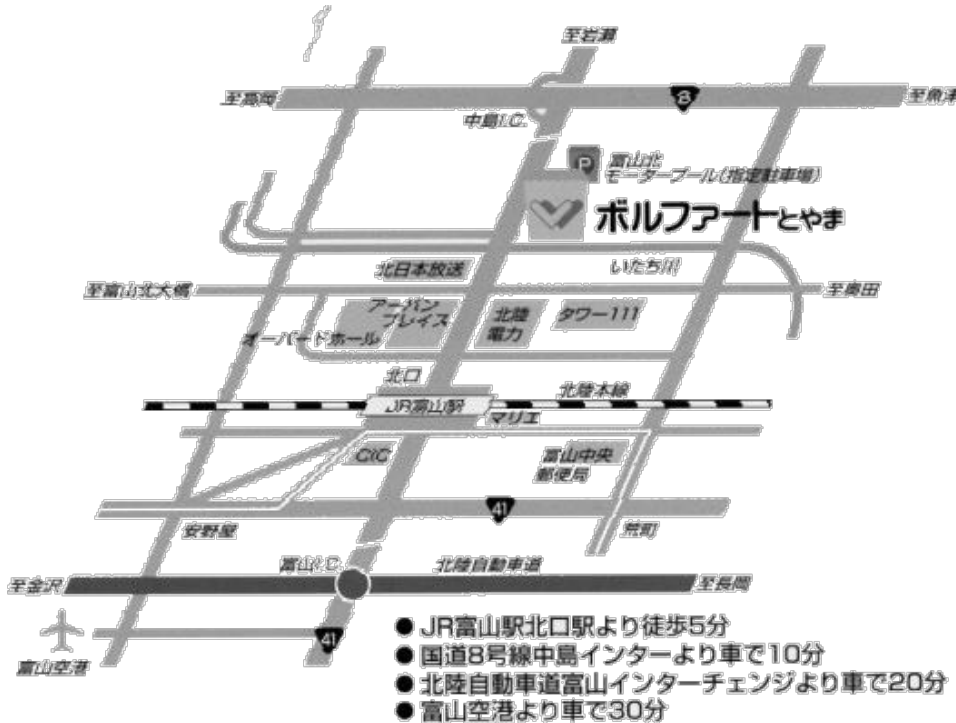 至岩瀬
至高岡
8
至魚津
中島I.C.
P
富山北
モータープール(指定駐車場)
ボルファートとやま
北日本放送
いたち川
至富山北大橋
至奥田
アーバン
プレイス
北陸
電力
タワー111
オーバードホール
北口
北陸本線
JR富山駅
マリエ
CiC
富山中央
郵便局
41
安野屋
荒町
富山I.C.
北陸自動車道
至金沢
至長岡
41
富山空港
● JR富山駅北口駅より徒歩5分
● 国道8号線中島インターより車で10分
● 北陸自動車道富山インターチェンジより車で20分
● 富山空港より車で30分